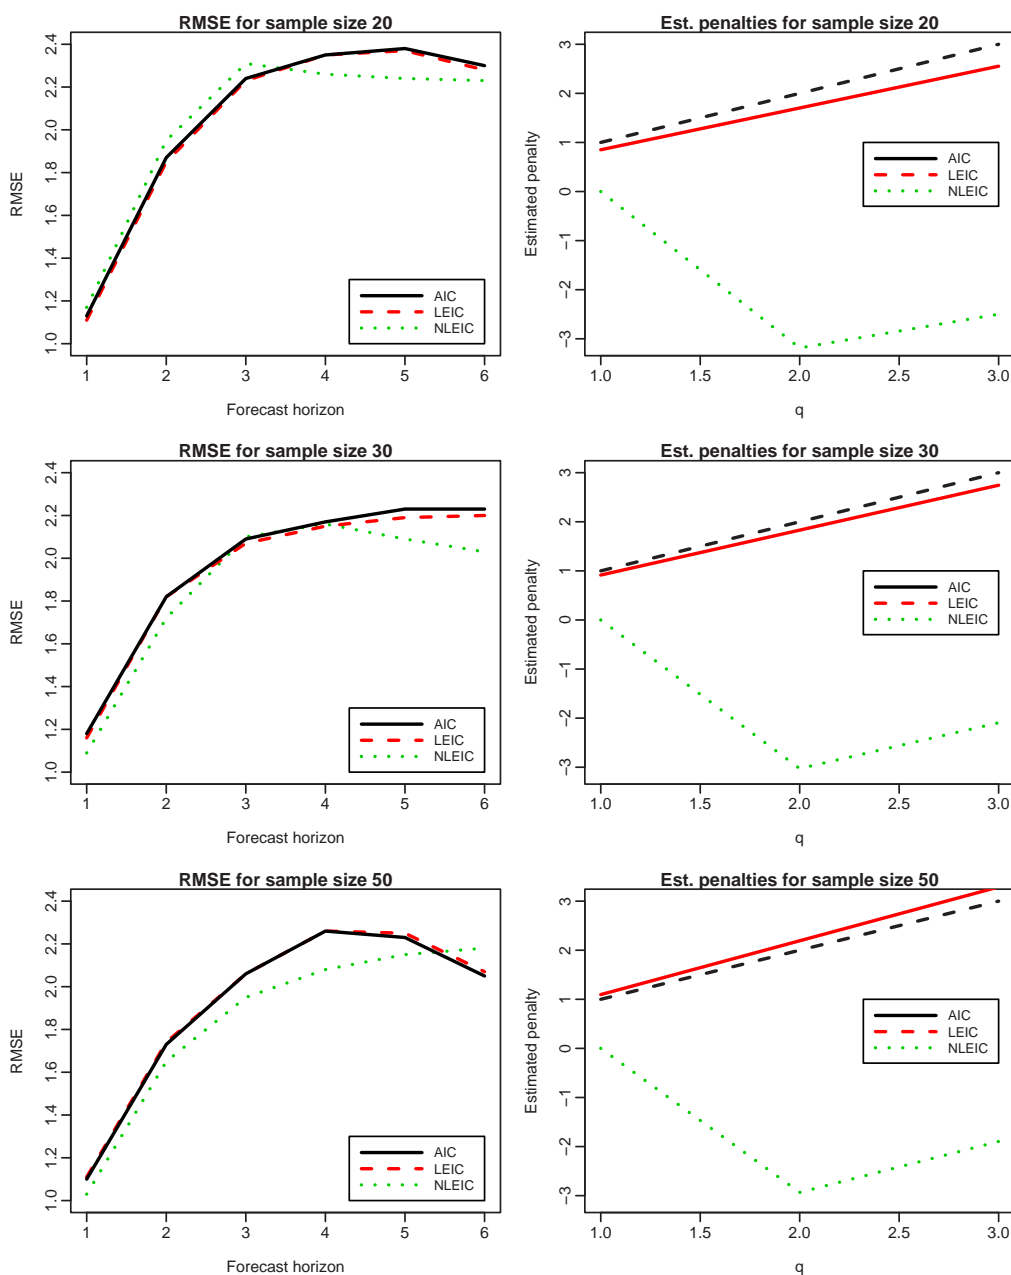 RMSE for sample size 20
RMSE
2.4
2.2
2.0
1.8
1.6
1.4
1.2
1.0
AIC
LEIC
NLEIC
1 2 3 4 5 6
Forecast horizon
Est. penalties for sample size 20
Estimated penalty
3
2
1
0
−1
−2
−3
AIC
LEIC
NLEIC
1.0 1.5 2.0 2.5 3.0
q
RMSE for sample size 30
RMSE
2.4
2.2
2.0
1.8
1.6
1.4
1.2
1.0
AIC
LEIC
NLEIC
1 2 3 4 5 6
Forecast horizon
Est. penalties for sample size 30
Estimated penalty
3
2
1
0
−1
−2
−3
AIC
LEIC
NLEIC
1.0 1.5 2.0 2.5 3.0
q
RMSE for sample size 50
RMSE
2.4
2.2
2.0
1.8
1.6
1.4
1.2
1.0
AIC
LEIC
NLEIC
1 2 3 4 5 6
Forecast horizon
Est. penalties for sample size 50
Estimated penalty
3
2
1
0
−1
−2
−3
AIC
LEIC
NLEIC
1.0 1.5 2.0 2.5 3.0
q